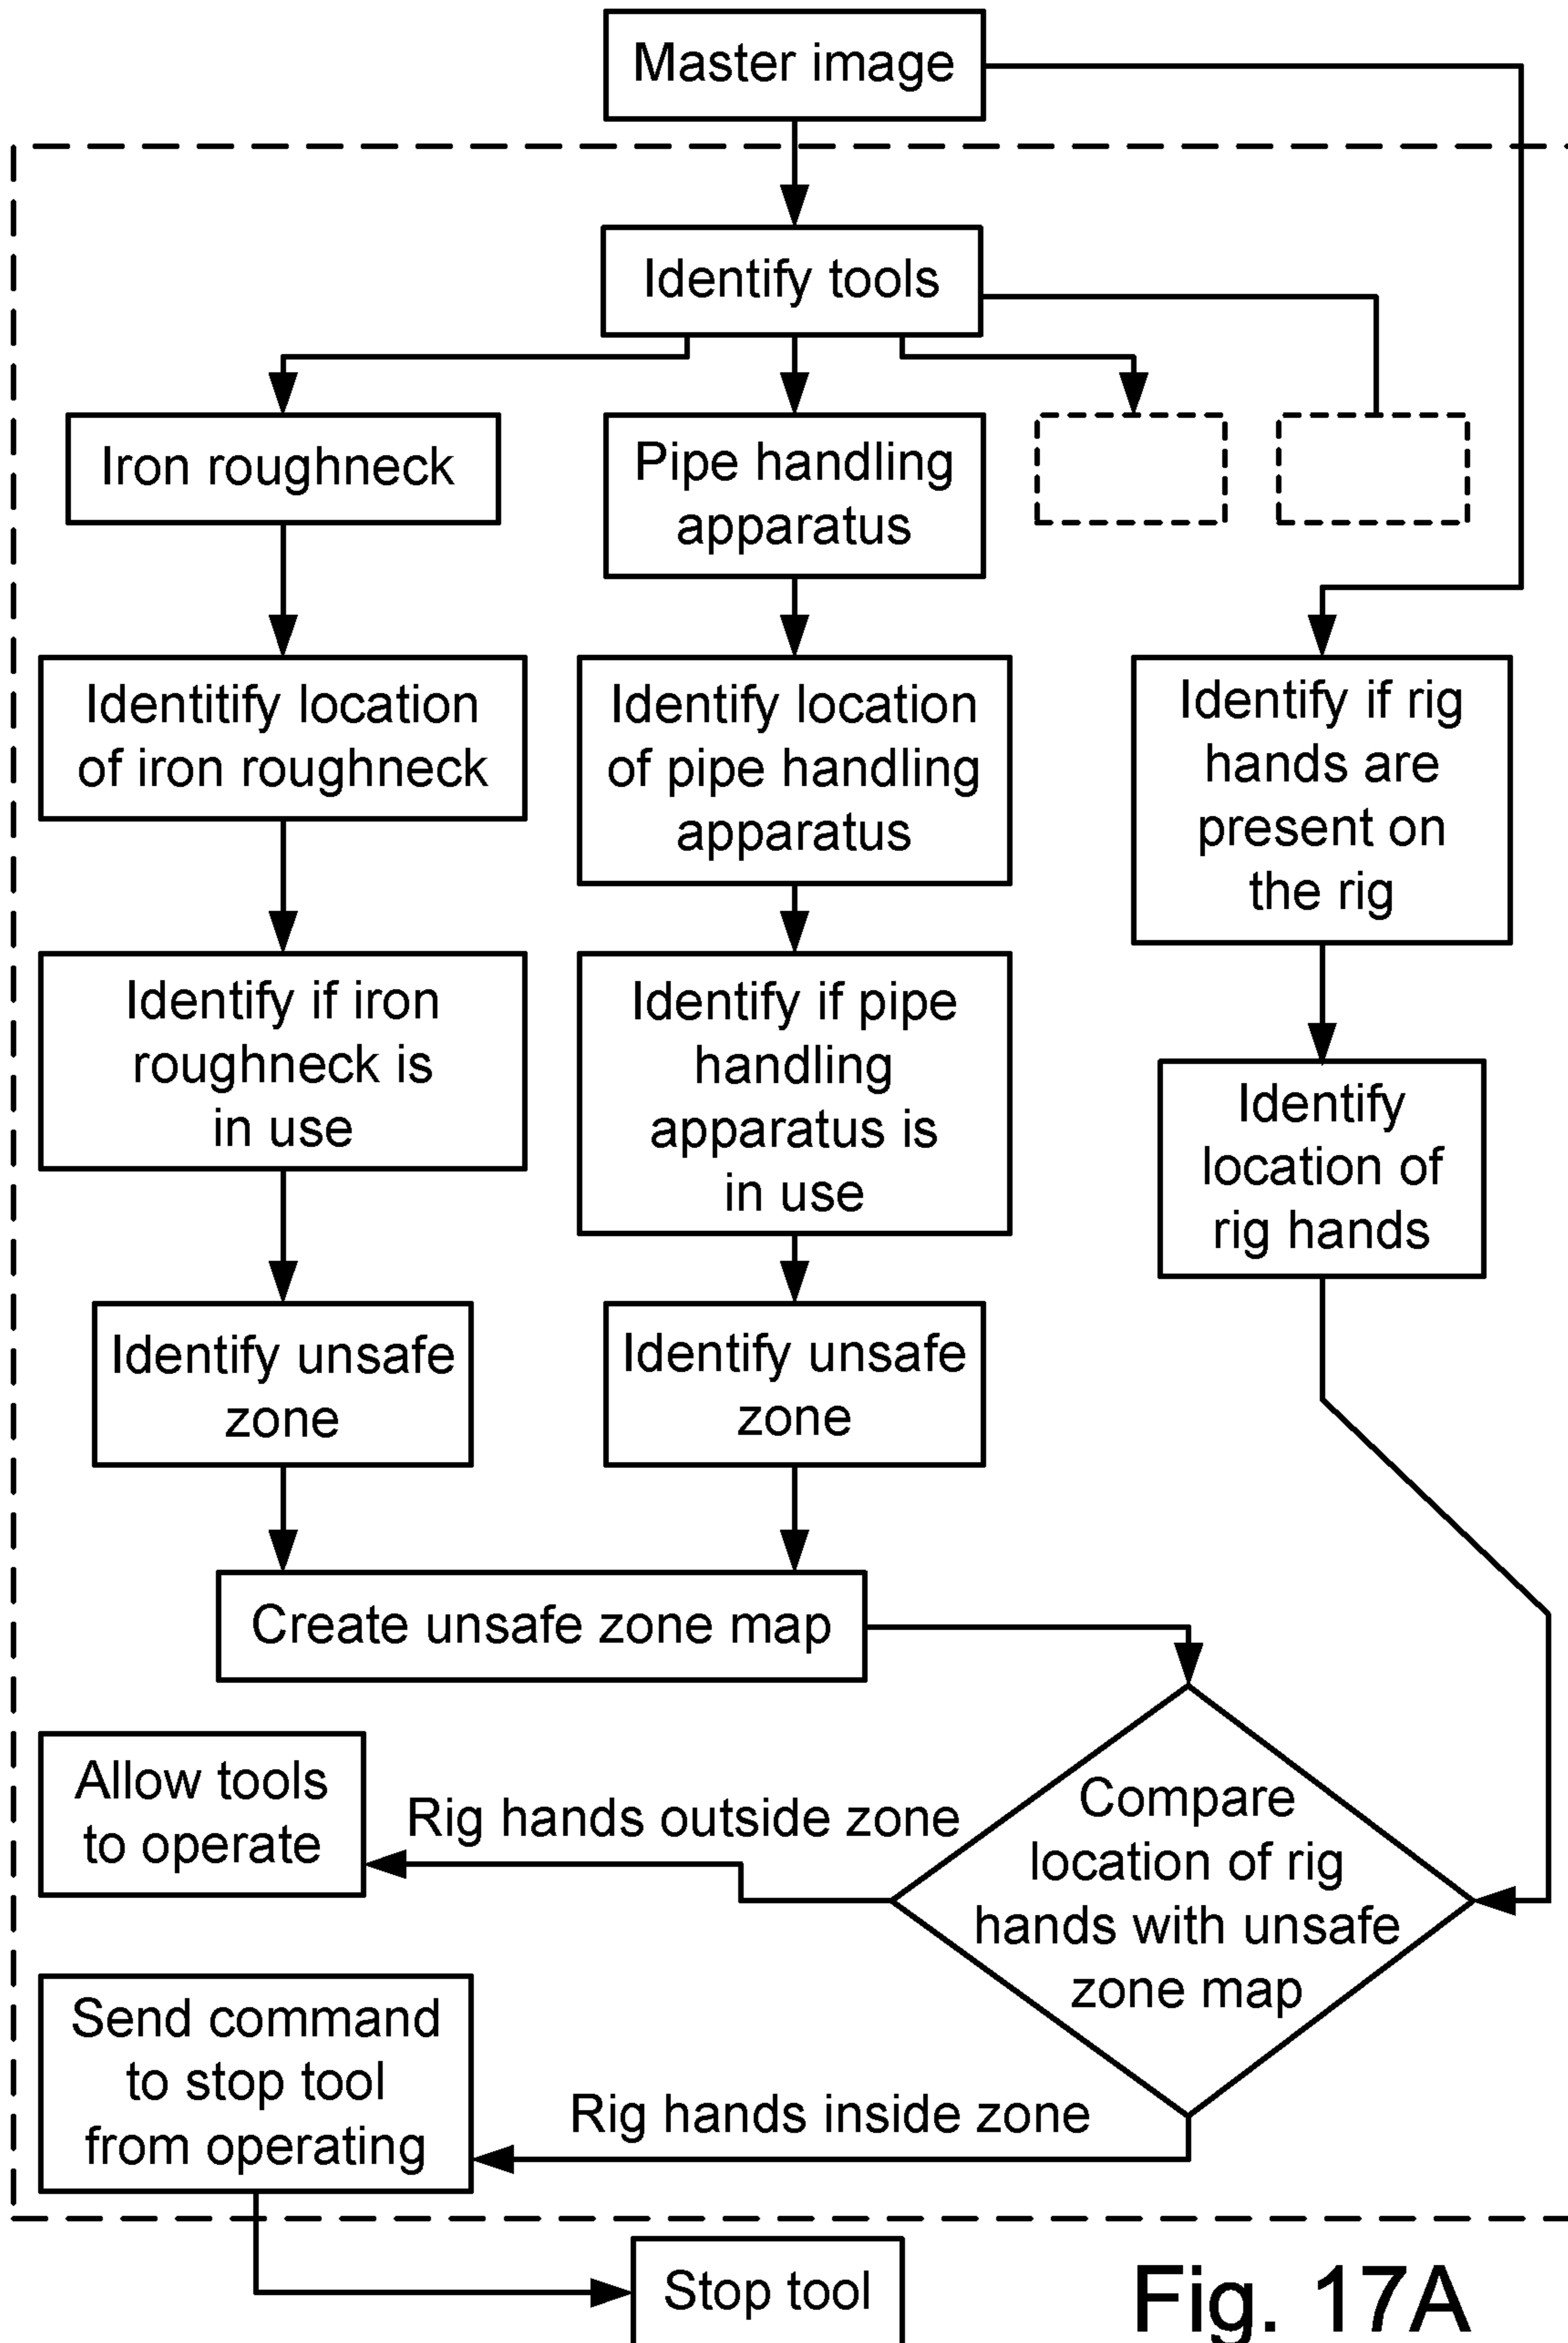 Master image
Identify tools
Iron roughneck
Pipe handling
apparatus
Identitify location
of iron roughneck
Identify location
of pipe handling
apparatus
Identify if rig
hands are
present on
the rig
Identify if iron
roughneck is
in use
Identify if pipe
handling
apparatus is
in use
Identify
location of
rig hands
Identify unsafe
zone
Identify unsafe
zone
Create unsafe zone map
Allow tools
to operate
Rig hands outside zone
Compare
location of rig
hands with unsafe
zone map
Send command
to stop tool
from operating
Rig hands inside zone
Stop tool
Fig. 17A